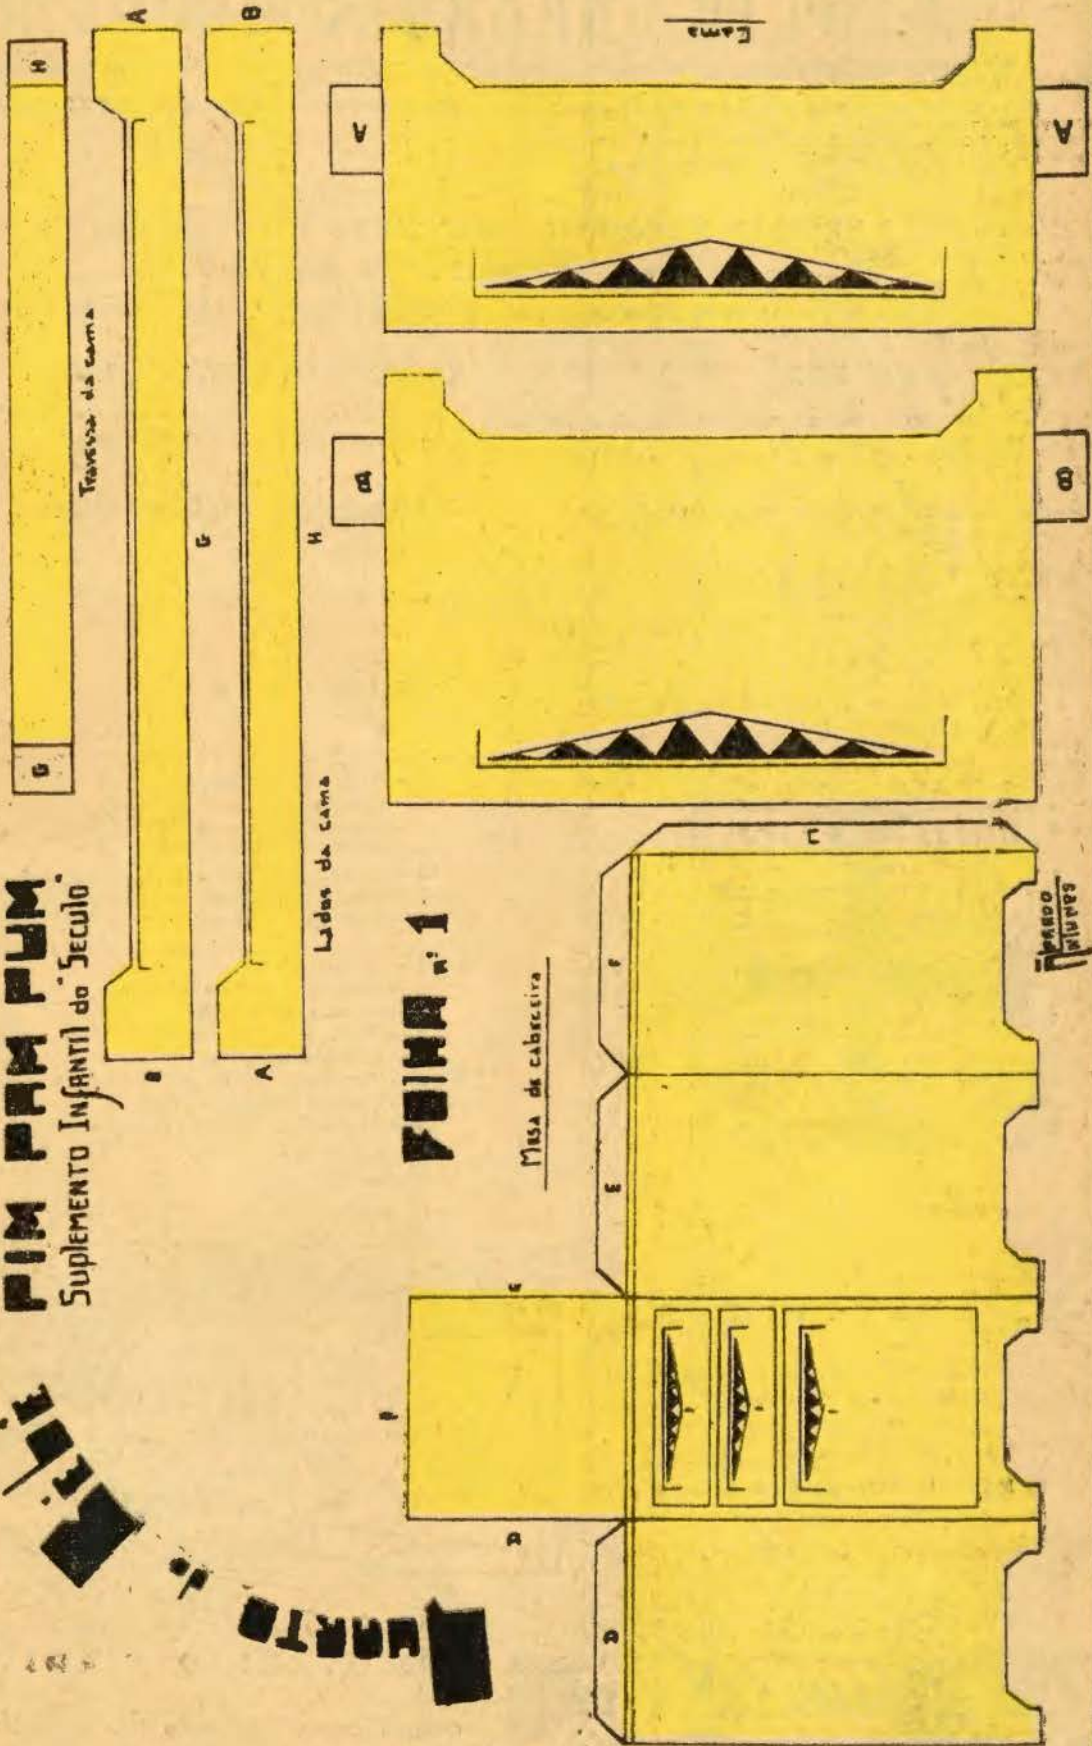 QUARTO do Bébé
PIM PAM PUM
Suplemento Infantil do "Seculo"
FOLHA nº 1
G
H
Travessa da cama
B
A
G
A
B
H
Lados da cama
Cama
A
A
B
B
Mesa de cabeceira
F
D
E
D
E
F
C